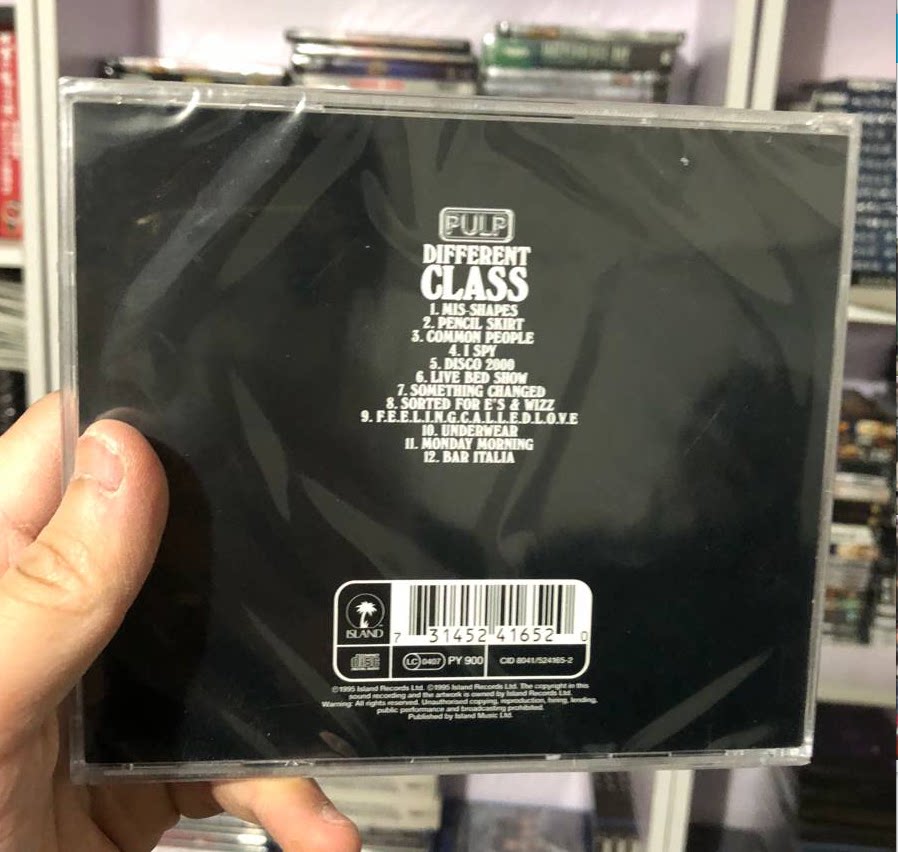 PULP
DIFFERENT
CLASS
1. MIS-SHAPES
2. PENCIL SKIRT
3. COMMON PEOPLE
4. I SPY
5. DISCO 2000
6. LIVE BED SHOW
7. SOMETHING CHANGED
8. SORTED FOR E'S & WIZZ
9. F.E.E.L.I.N.G.C.A.L.L.E.D.L.O.V.E
10. UNDERWEAR
11. MONDAY MORNING
12. BAR ITALIA
ISLAND
7 31452 41652 0
COMPACT
disc
DIGITAL AUDIO
LC 0407
PY 900
CID 8041/524165-2
℗1995 Island Records Ltd. ©1995 Island Records Ltd. The copyright in this
sound recording and the artwork is owned by Island Records Ltd.
Warning: All rights reserved. Unauthorised copying, reproduction, hiring, lending,
public performance and broadcasting prohibited.
Published by Island Music Ltd.